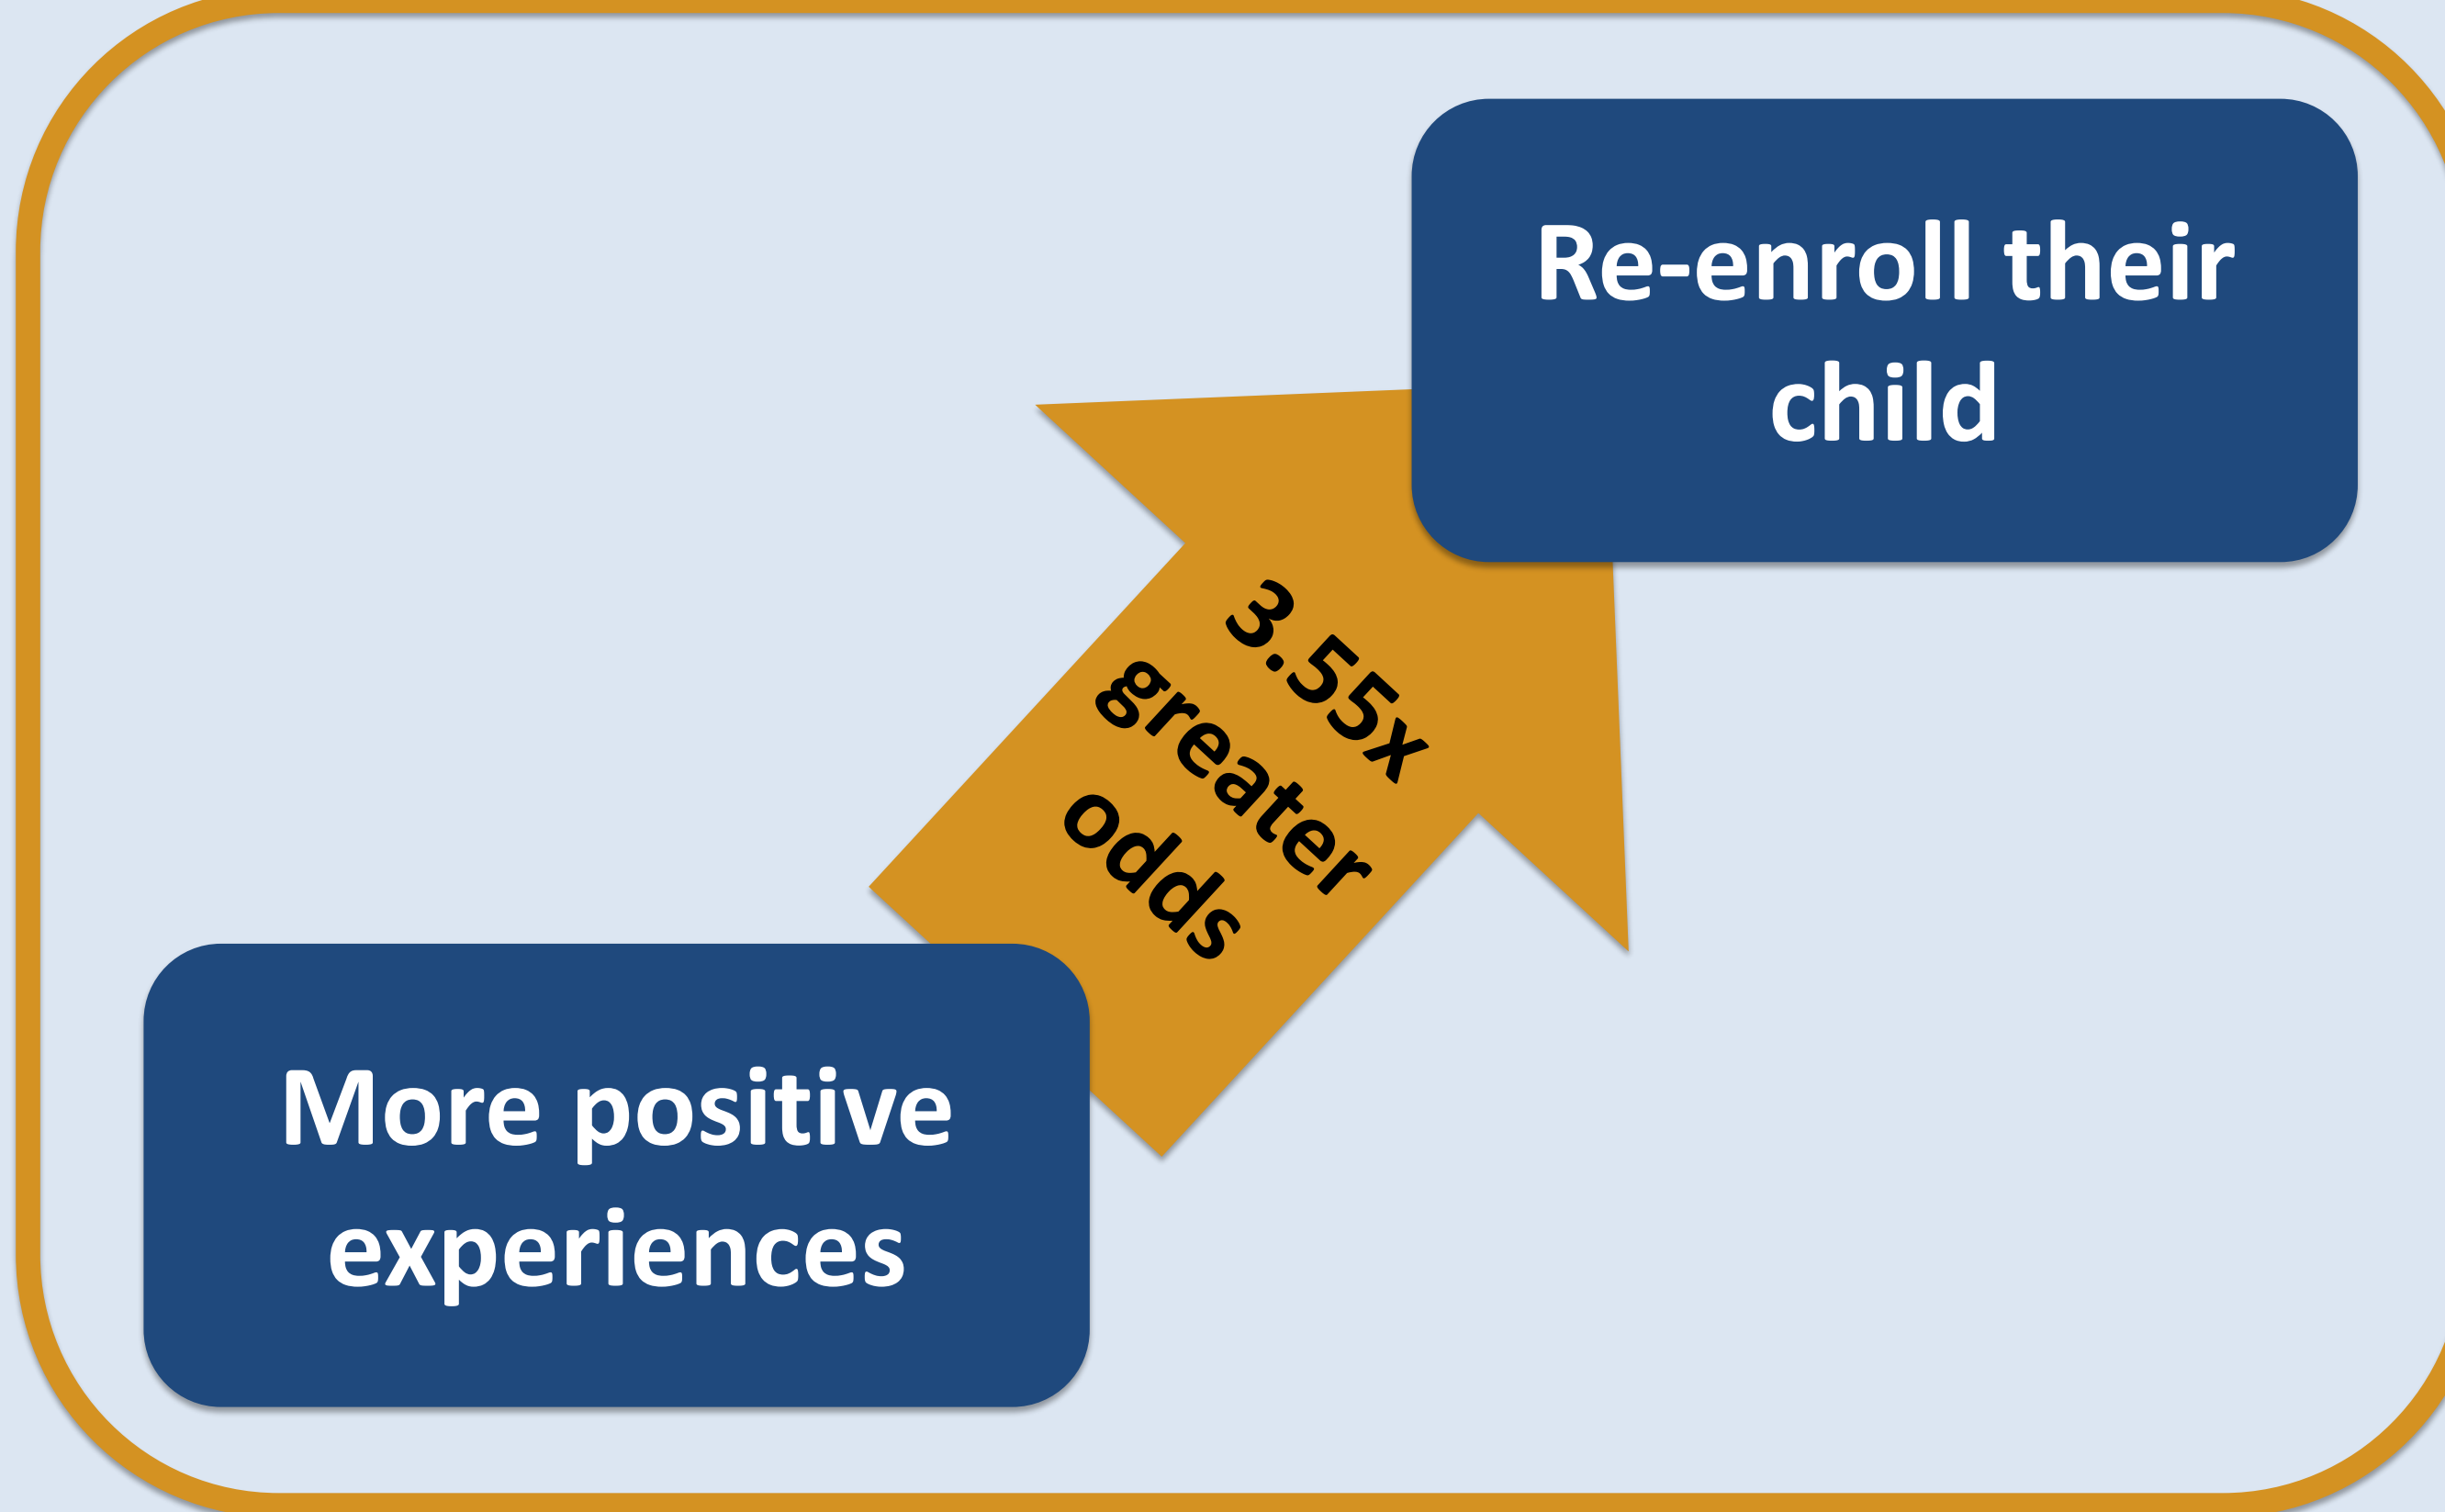 Re-enroll their
child
3.55x
greater
odds
More positive
experiences